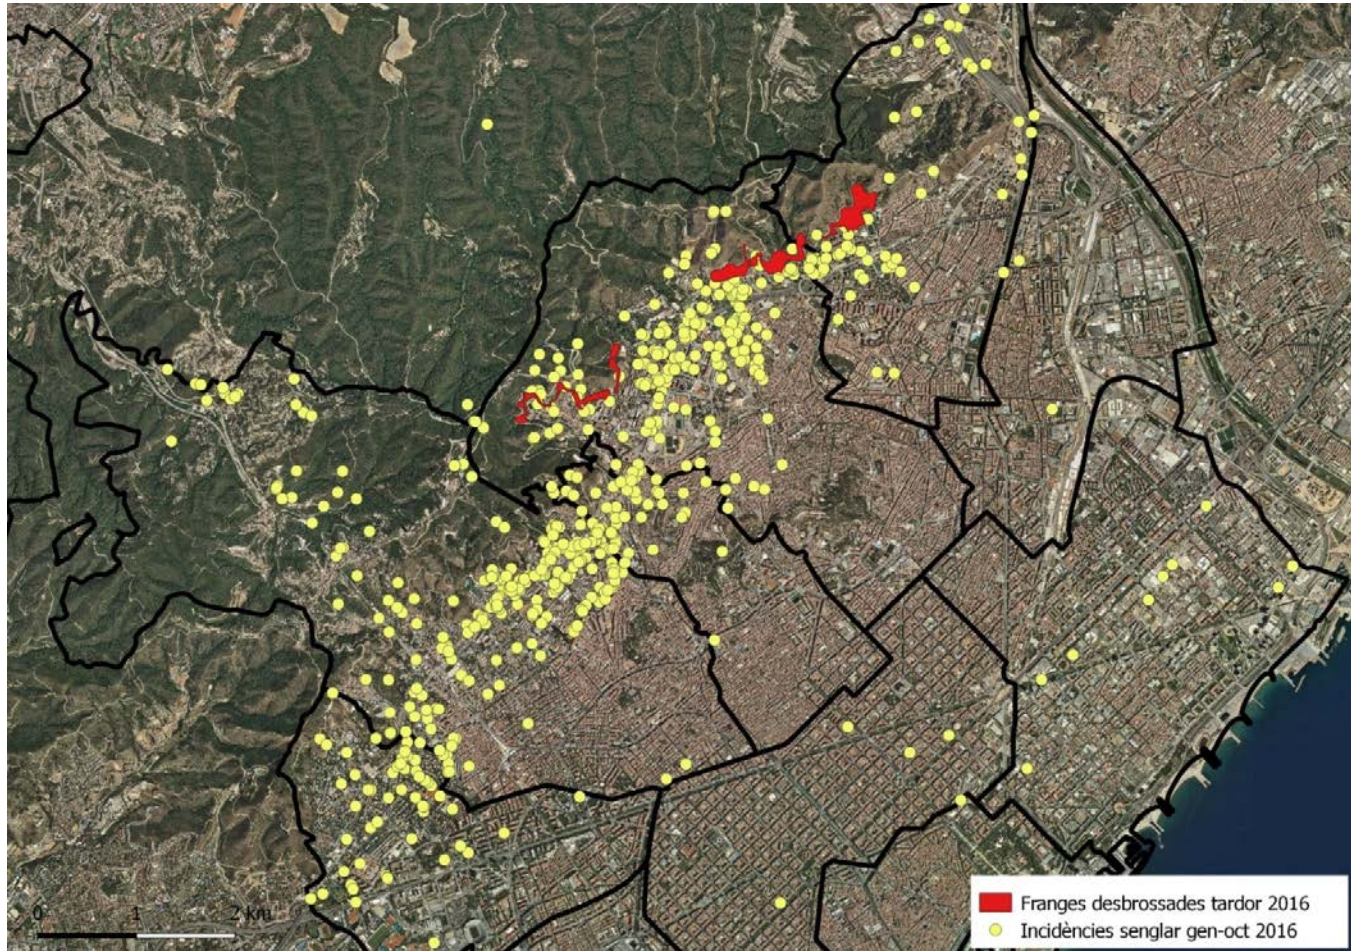 0 1 2 km
Franges desbrossades tardor 2016
Incidències senglar gen-oct 2016